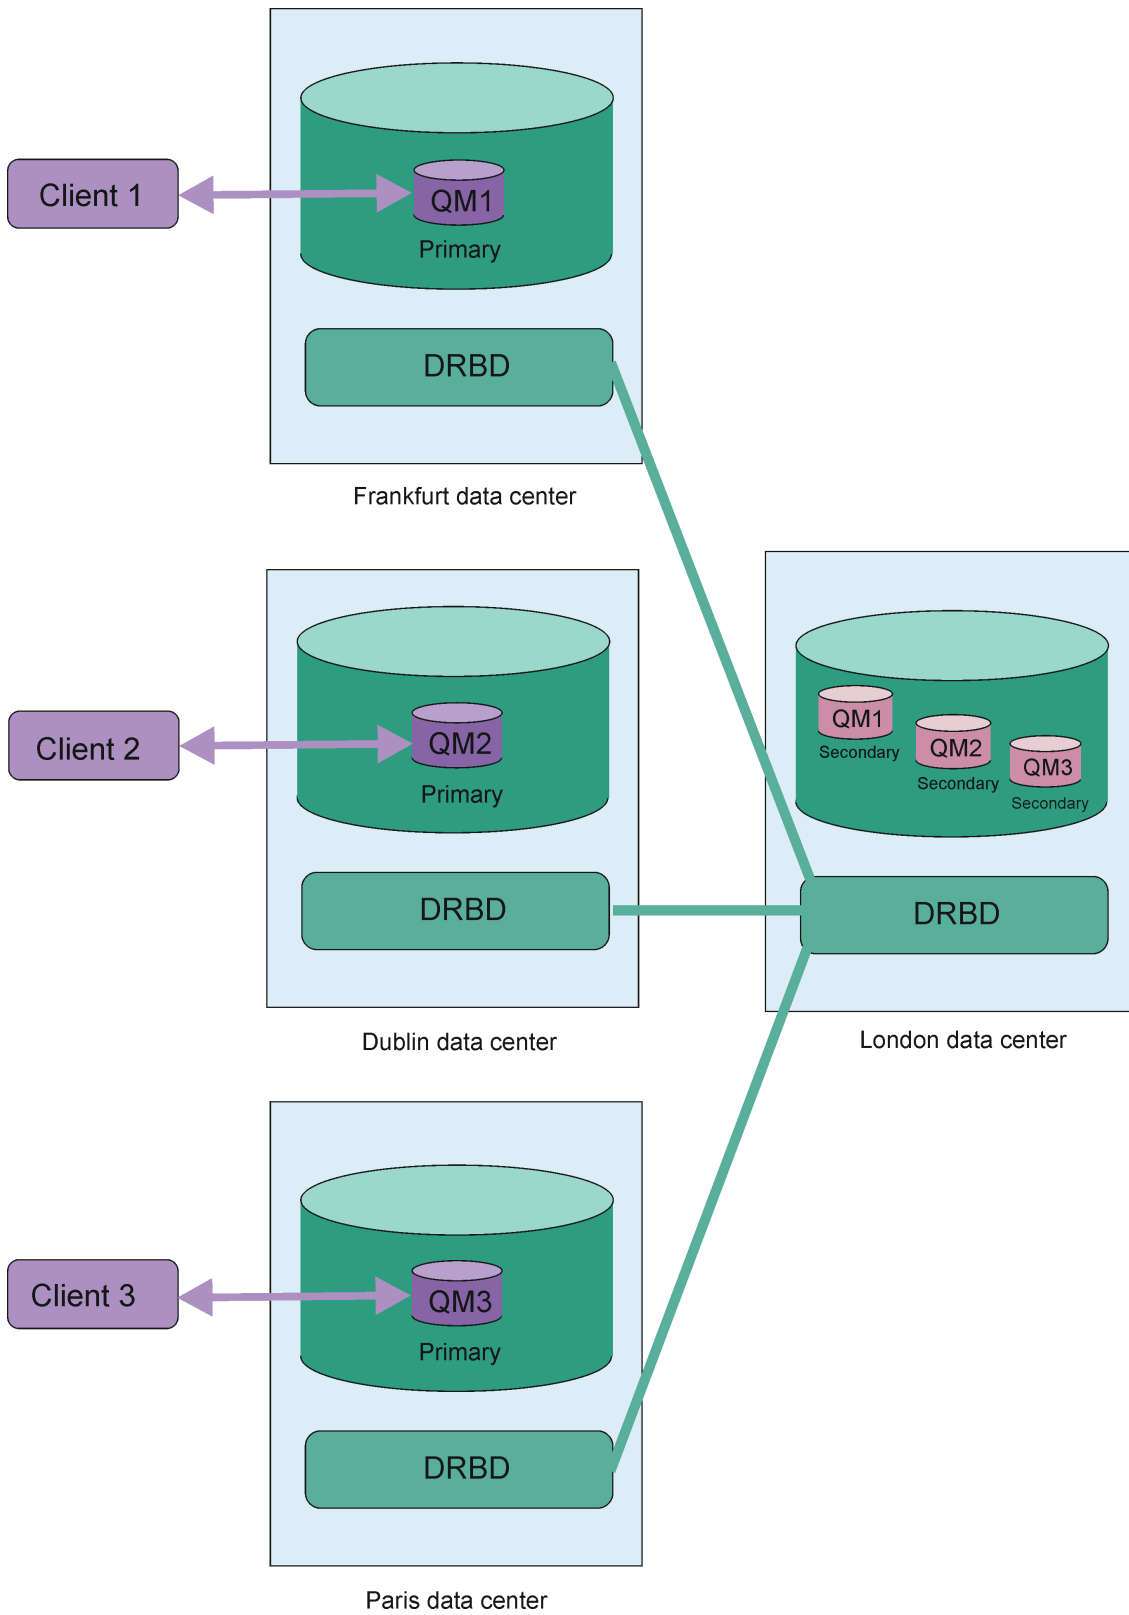 Client 1
QM1
Primary
DRBD
Frankfurt data center
Client 2
QM2
Primary
DRBD
Dublin data center
QM1
Secondary
QM2
Secondary
QM3
Secondary
DRBD
London data center
Client 3
QM3
Primary
DRBD
Paris data center